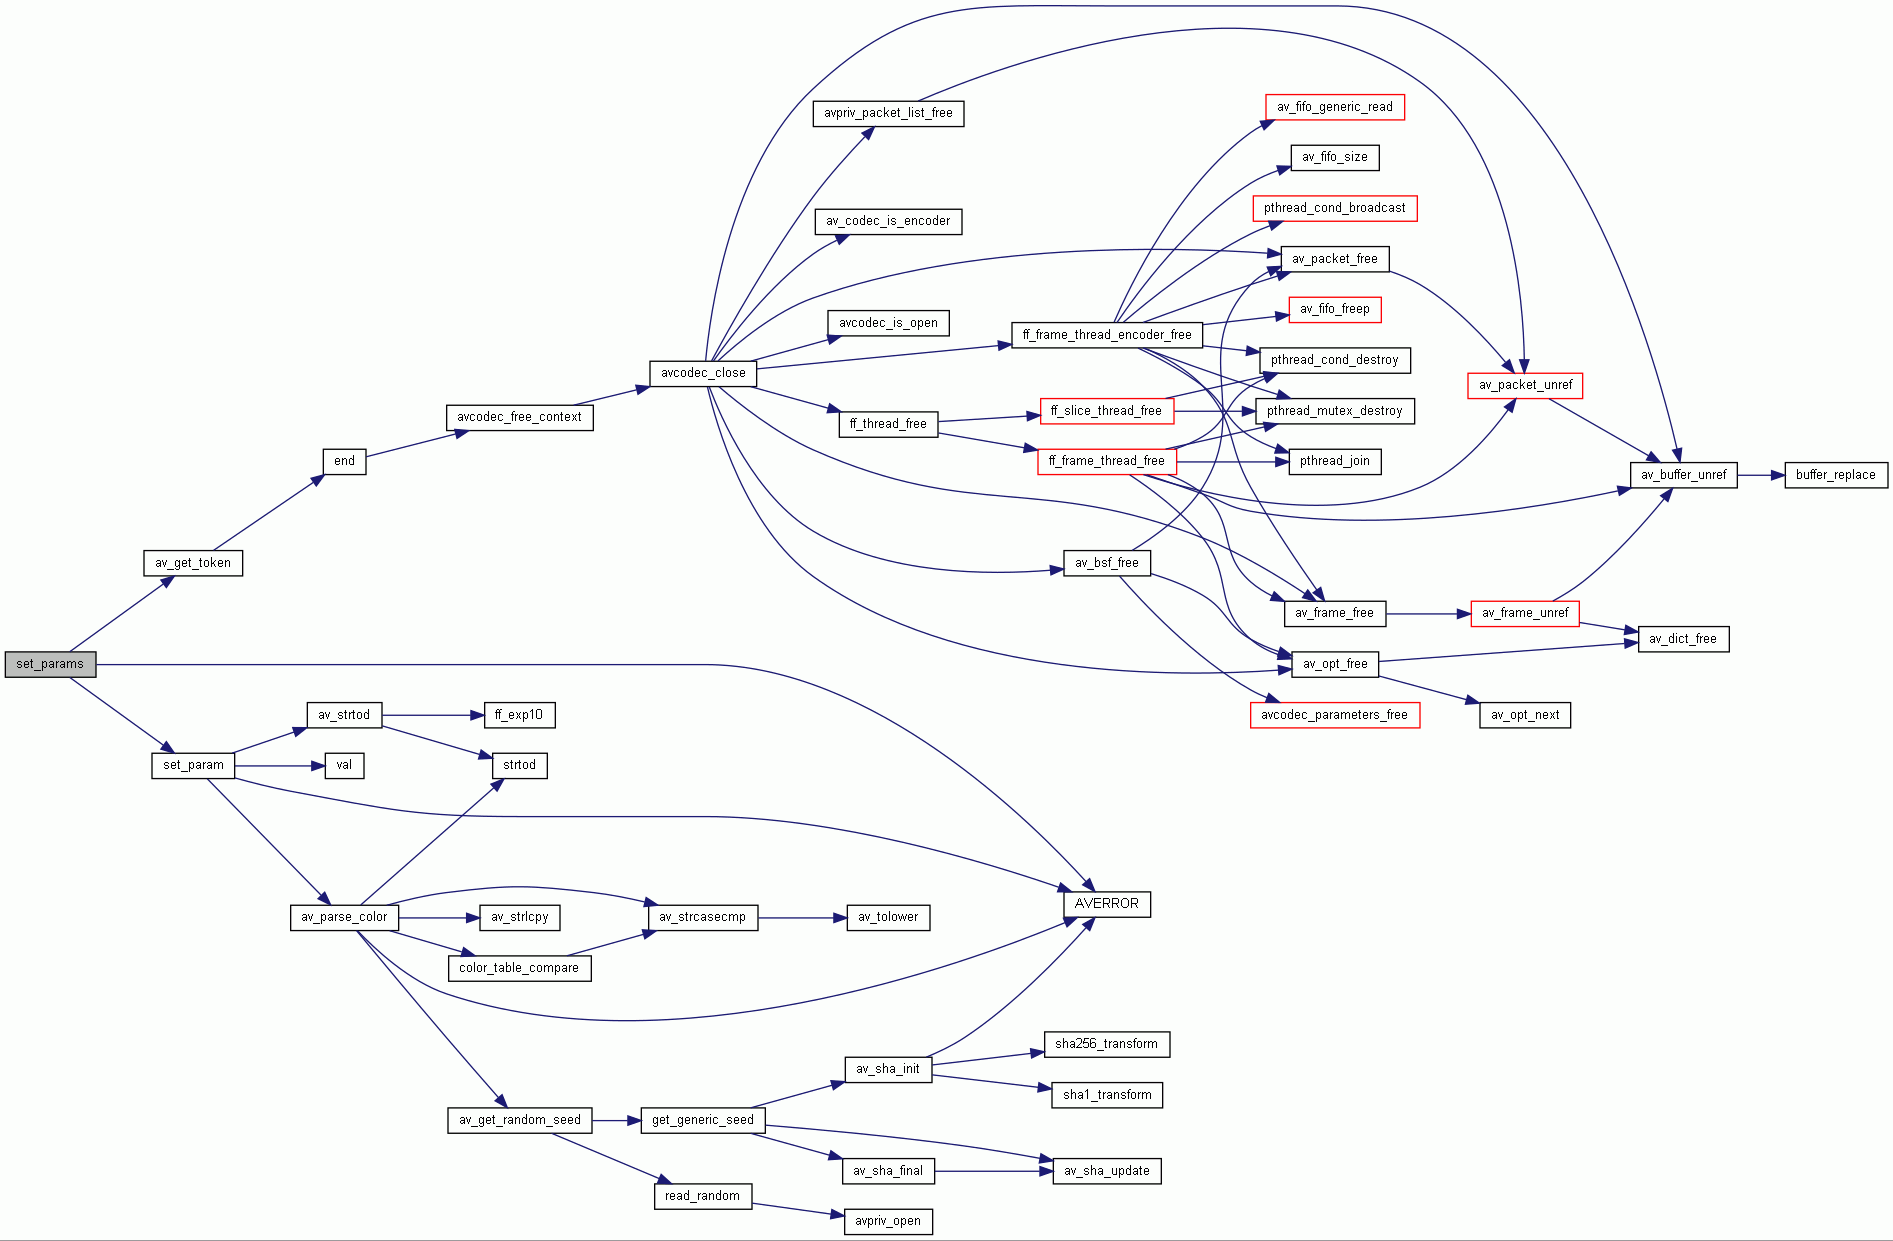 avpriv_packet_list_free
av_fifo_generic_read
av_fifo_size
pthread_cond_broadcast
av_codec_is_encoder
av_packet_free
av_fifo_freep
avcodec_is_open
ff_frame_thread_encoder_free
pthread_cond_destroy
avcodec_close
av_packet_unref
avcodec_free_context
ff_thread_free
ff_slice_thread_free
pthread_mutex_destroy
end
ff_frame_thread_free
pthread_join
av_buffer_unref
buffer_replace
av_get_token
av_bsf_free
av_frame_free
av_frame_unref
av_dict_free
set_params
av_opt_free
av_strtod
ff_exp10
avcodec_parameters_free
av_opt_next
set_param
val
strtod
AVERROR
av_parse_color
av_strlcpy
av_strcasecmp
av_tolower
color_table_compare
sha256_transform
av_sha_init
sha1_transform
av_get_random_seed
get_generic_seed
av_sha_final
av_sha_update
read_random
avpriv_open